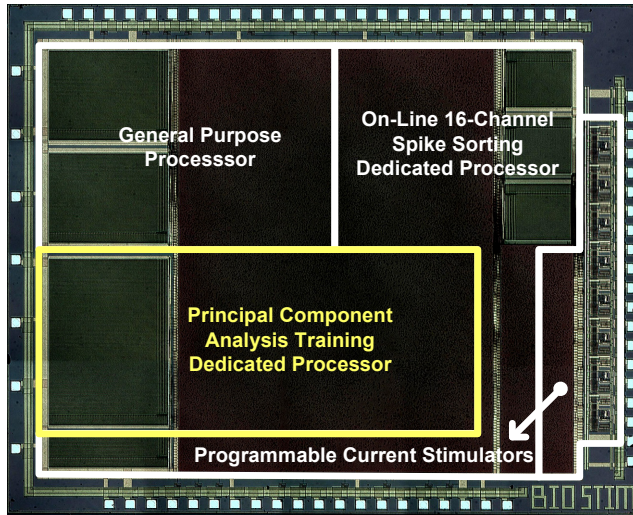 General Purpose
Processsor
On-Line 16-Channel
Spike Sorting
Dedicated Processor
Principal Component
Analysis Training
Dedicated Processor
Programmable Current Stimulators
BIO STIM